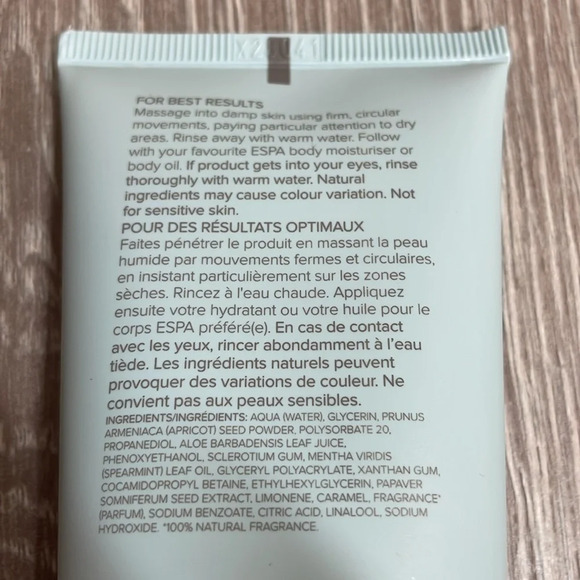 FOR BEST RESULTS
Massage into damp skin using firm, circular
movements, paying particular attention to dry
areas. Rinse away with warm water. Follow
with your favourite ESPA body moisturiser or
body oil. If product gets into your eyes, rinse
thoroughly with warm water. Natural
ingredients may cause colour variation. Not
for sensitive skin.
POUR DES RÉSULTATS OPTIMAUX
Faites pénétrer le produit en massant la peau
humide par mouvements fermes et circulaires,
en insistant particulièrement sur les zones
sèches. Rincez à l'eau chaude. Appliquez
ensuite votre hydratant ou votre huile pour le
corps ESPA préféré(e). En cas de contact
avec les yeux, rincer abondamment à l'eau
tiède. Les ingrédients naturels peuvent
provoquer des variations de couleur. Ne
convient pas aux peaux sensibles.
INGREDIENTS/INGRÉDIENTS: AQUA (WATER), GLYCERIN, PRUNUS
ARMENIACA (APRICOT) SEED POWDER, POLYSORBATE 20,
PROPANEDIOL, ALOE BARBADENSIS LEAF JUICE,
PHENOXYETHANOL, SCLEROTIUM GUM, MENTHA VIRIDIS
(SPEARMINT) LEAF OIL, GLYCERYL POLYACRYLATE, XANTHAN GUM,
COCAMIDOPROPYL BETAINE, ETHYLHEXYLGLYCERIN, PAPAVER
SOMNIFERUM SEED EXTRACT, LIMONENE, CARAMEL, FRAGRANCE*
(PARFUM), SODIUM BENZOATE, CITRIC ACID, LINALOOL, SODIUM
HYDROXIDE. *100% NATURAL FRAGRANCE.